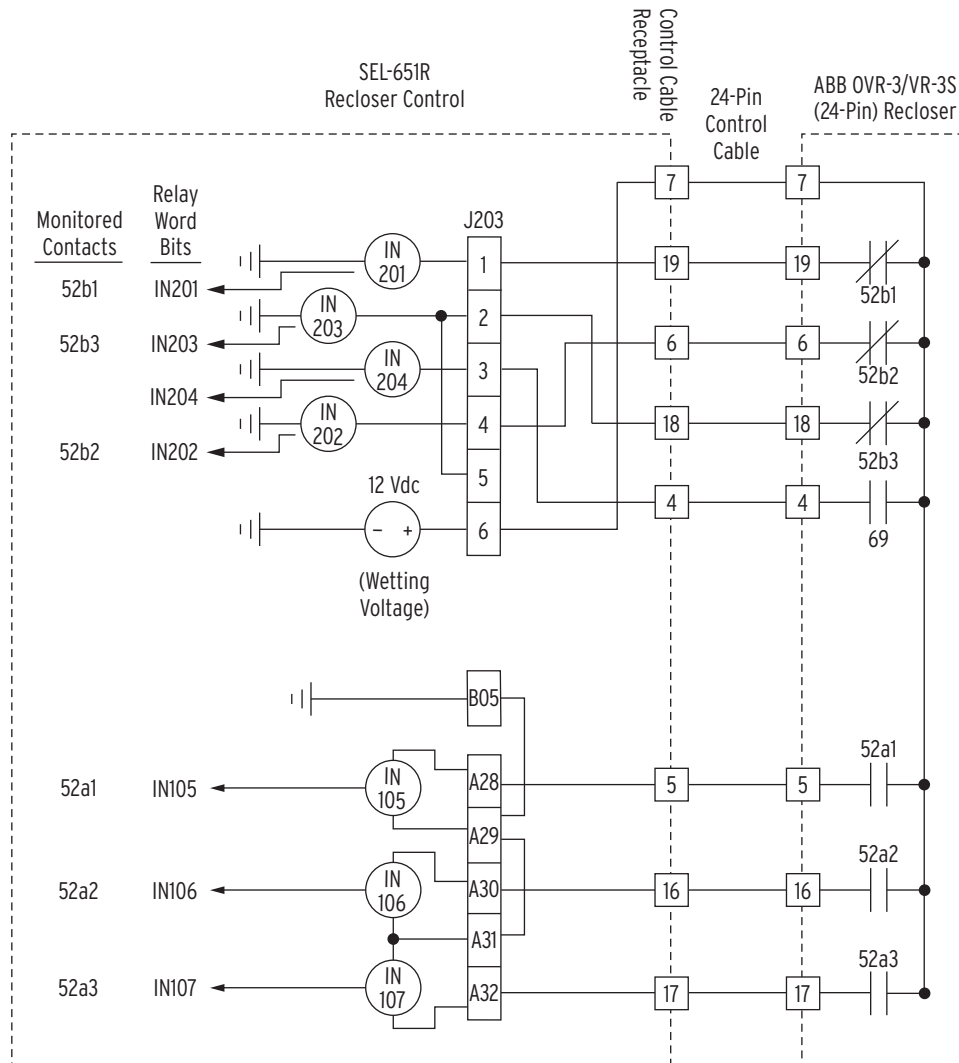 SEL-651R
Recloser Control
Control Cable
Receptacle
24-Pin
Control
Cable
ABB OVR-3/VR-3S
(24-Pin) Recloser
Monitored
Contacts
Relay
Word
Bits
J203
7
7
IN
201
1
19
19
52b1
52b1
IN201
IN
203
2
52b3
IN203
6
6
52b2
IN
204
3
IN204
IN
202
4
18
18
52b3
52b2
IN202
5
12 Vdc
4
4
69
- +
6
(Wetting
Voltage)
B05
52a1
52a1
IN105
IN
105
A28
5
5
A29
52a2
52a2
IN106
IN
106
A30
16
16
A31
52a3
52a3
IN107
IN
107
A32
17
17